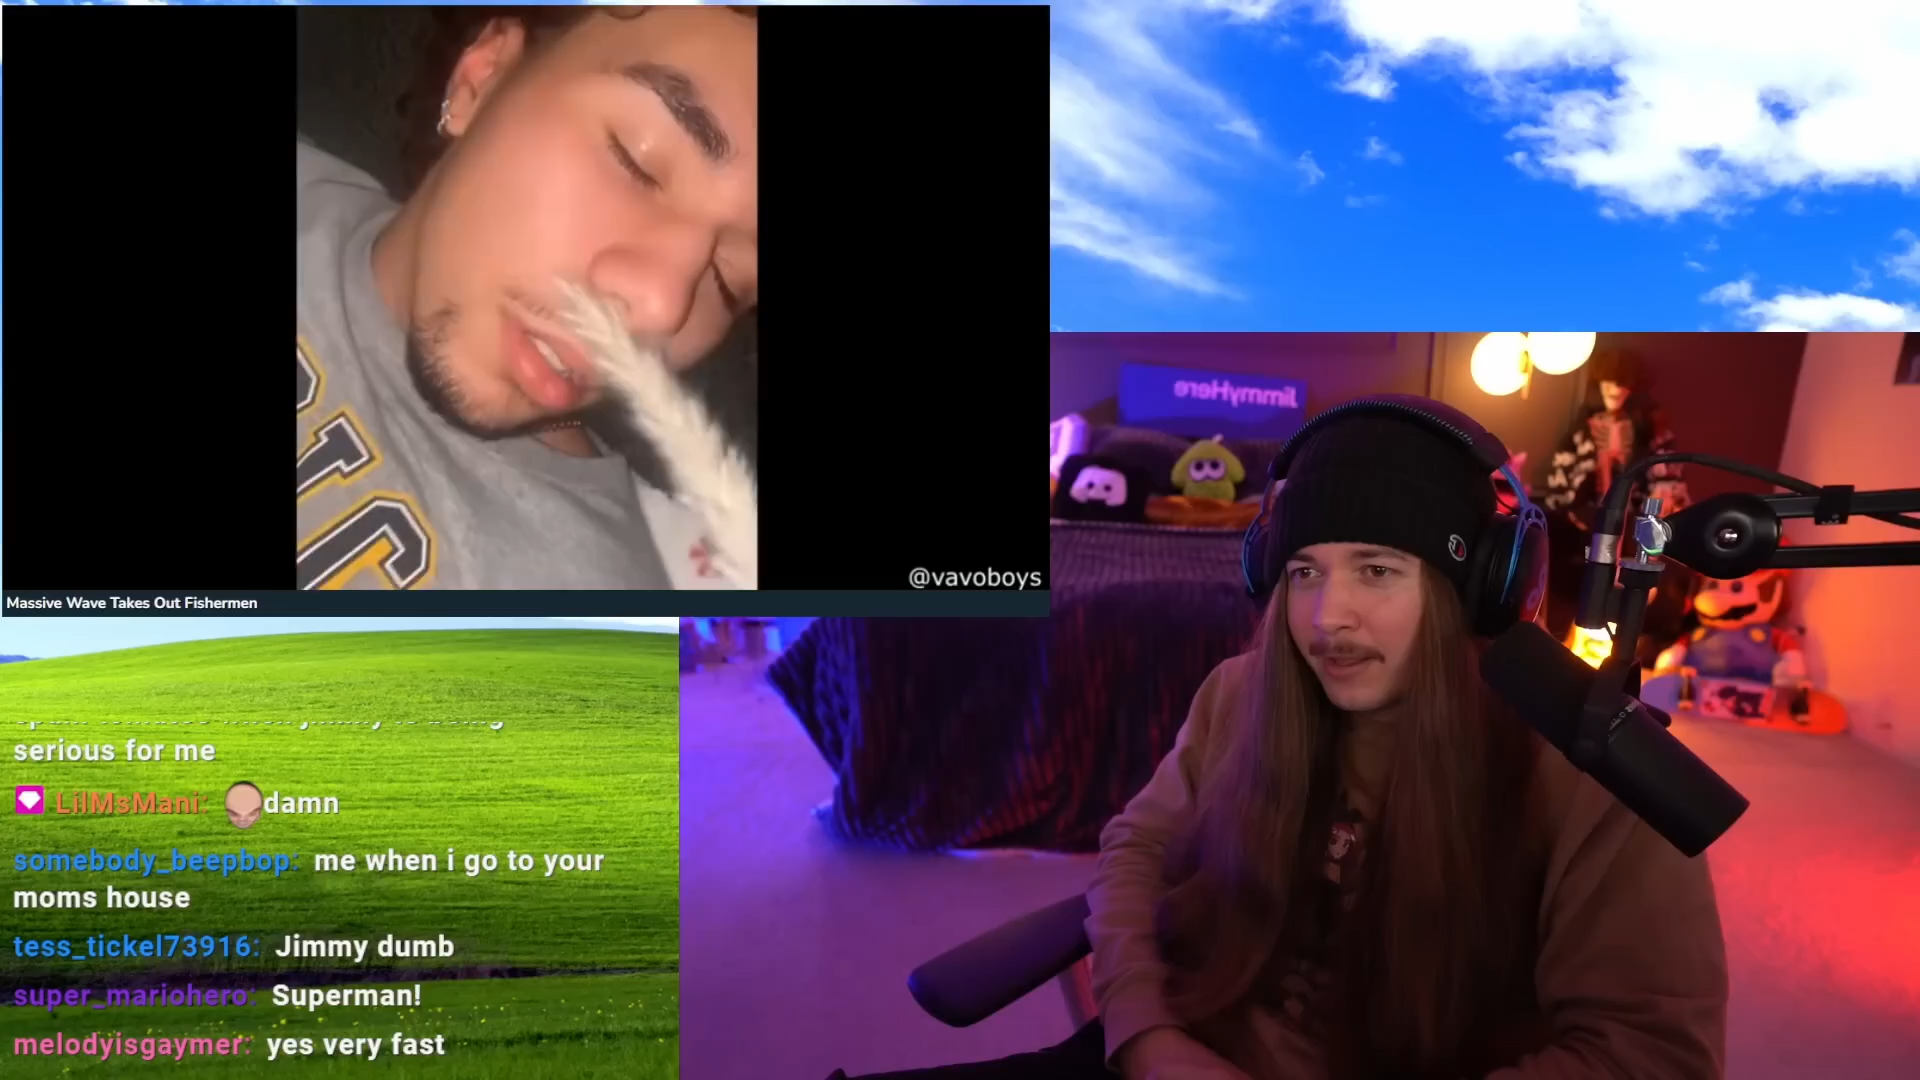 @vavoboys
Massive Wave Takes Out Fishermen
JimmyHere
serious for me
LilMsMani: damn
somebody_beepbop: me when i go to your
moms house
tess_tickel73916: Jimmy dumb
super_mariohero: Superman!
melodyisgaymer: yes very fast